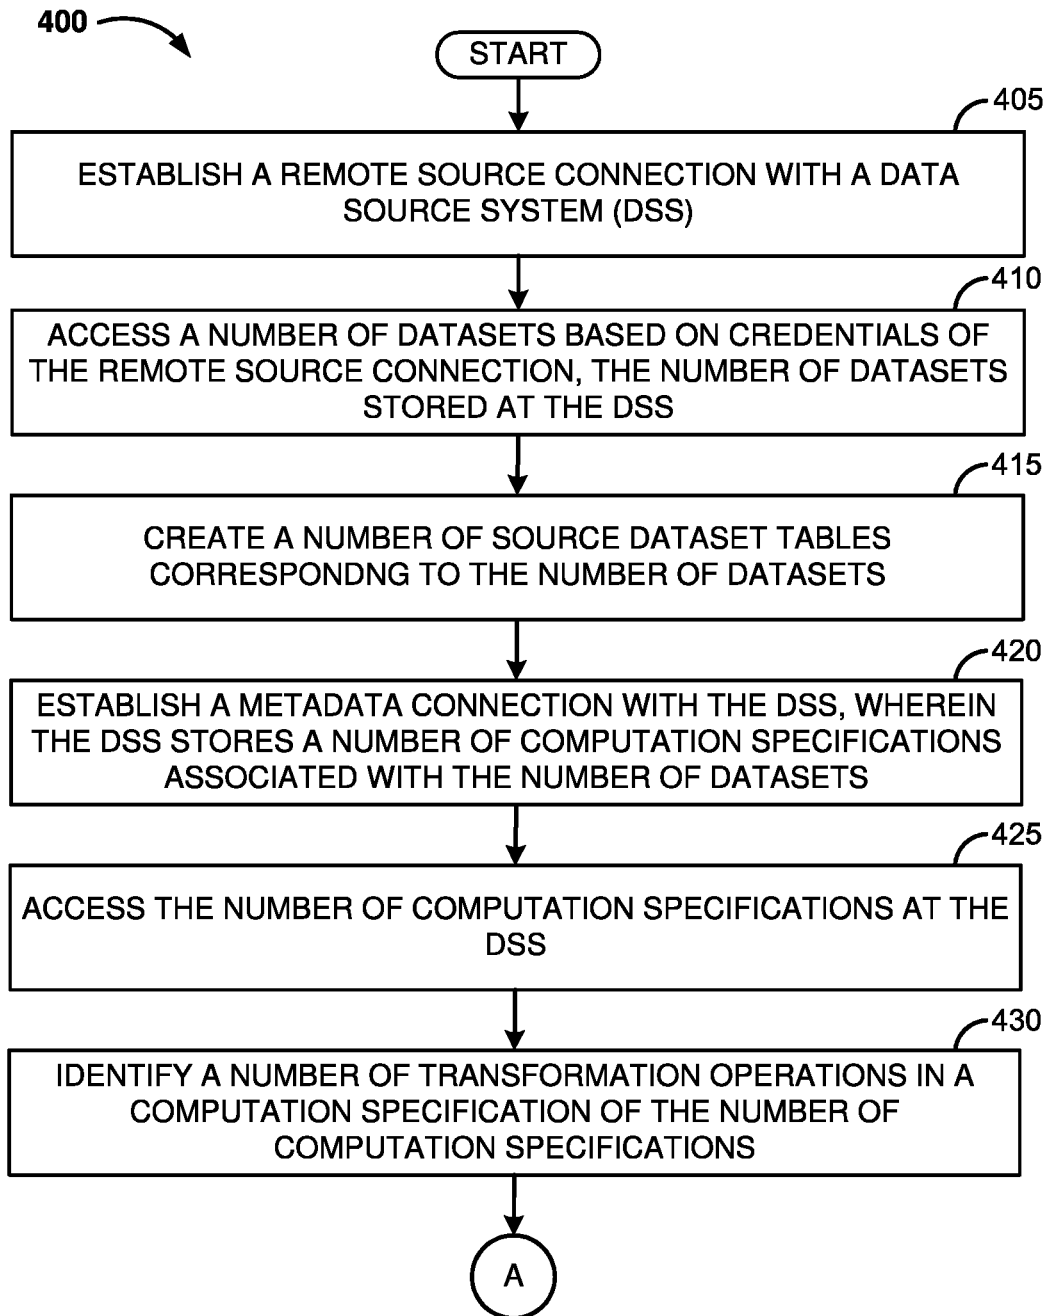 400
START
405
ESTABLISH A REMOTE SOURCE CONNECTION WITH A DATA
SOURCE SYSTEM (DSS)
410
ACCESS A NUMBER OF DATASETS BASED ON CREDENTIALS OF
THE REMOTE SOURCE CONNECTION, THE NUMBER OF DATASETS
STORED AT THE DSS
415
CREATE A NUMBER OF SOURCE DATASET TABLES
CORRESPONDNG TO THE NUMBER OF DATASETS
420
ESTABLISH A METADATA CONNECTION WITH THE DSS, WHEREIN
THE DSS STORES A NUMBER OF COMPUTATION SPECIFICATIONS
ASSOCIATED WITH THE NUMBER OF DATASETS
425
ACCESS THE NUMBER OF COMPUTATION SPECIFICATIONS AT THE
DSS
430
IDENTIFY A NUMBER OF TRANSFORMATION OPERATIONS IN A
COMPUTATION SPECIFICATION OF THE NUMBER OF
COMPUTATION SPECIFICATIONS
A